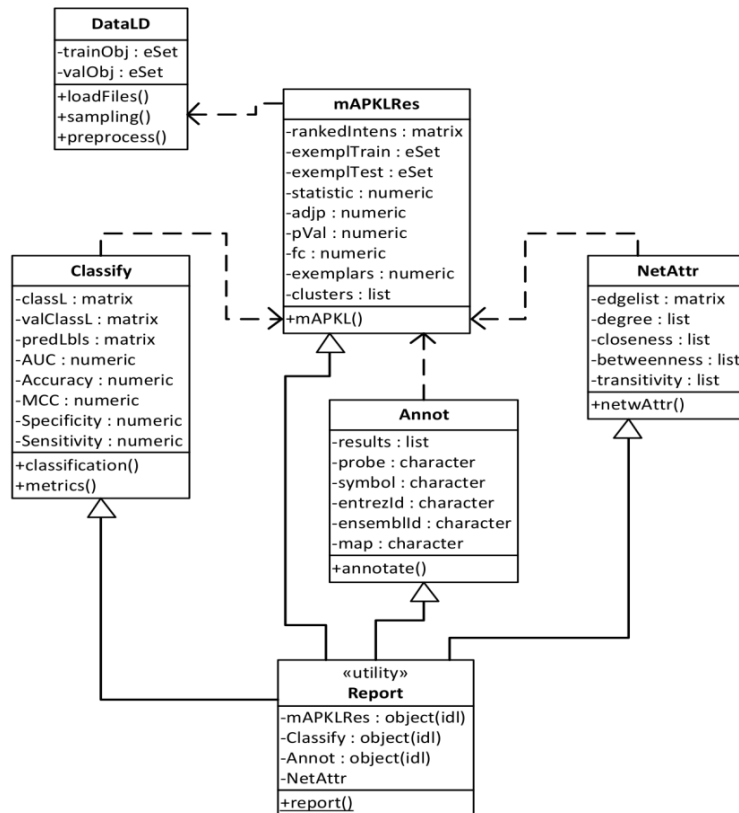 DataLD
-trainObj : eSet
-valObj : eSet
+loadFiles()
+sampling()
+preprocess()
mAPKLRes
-rankedIntens : matrix
-exemplTrain : eSet
-exemplTest : eSet
-statistic : numeric
-adjp : numeric
-pVal : numeric
-fc : numeric
-exemplars : numeric
-clusters : list
+mAPKL()
Classify
-classL : matrix
-valClassL : matrix
-predLbls : matrix
-AUC : numeric
-Accuracy : numeric
-MCC : numeric
-Specificity : numeric
-Sensitivity : numeric
+classification()
+metrics()
NetAttr
-edgelist : matrix
-degree : list
-closeness : list
-betweenness : list
-transitivity : list
+netwAttr()
Annot
-results : list
-probe : character
-symbol : character
-entrezId : character
-ensemblId : character
-map : character
+annotate()
«utility»
Report
-mAPKLRes : object(idl)
-Classify : object(idl)
-Annot : object(idl)
-NetAttr
+report()